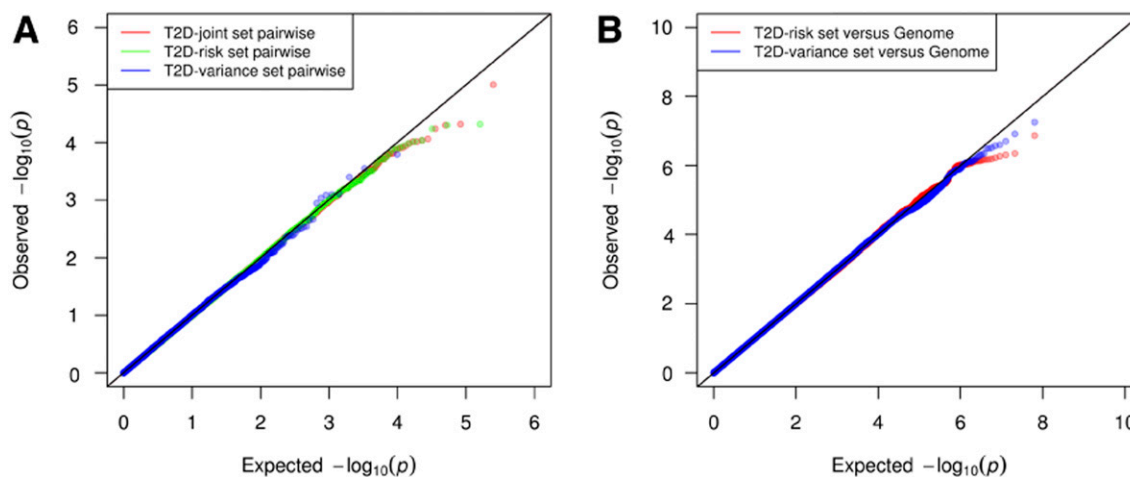 A
T2D-joint set pairwise
T2D-risk set pairwise
T2D-variance set pairwise
Observed −log₁₀(p)
6
5
4
3
2
1
0
0 1 2 3 4 5 6
Expected −log₁₀(p)
B
T2D-risk set versus Genome
T2D-variance set versus Genome
Observed −log₁₀(p)
10
8
6
4
2
0
0 2 4 6 8 10
Expected −log₁₀(p)